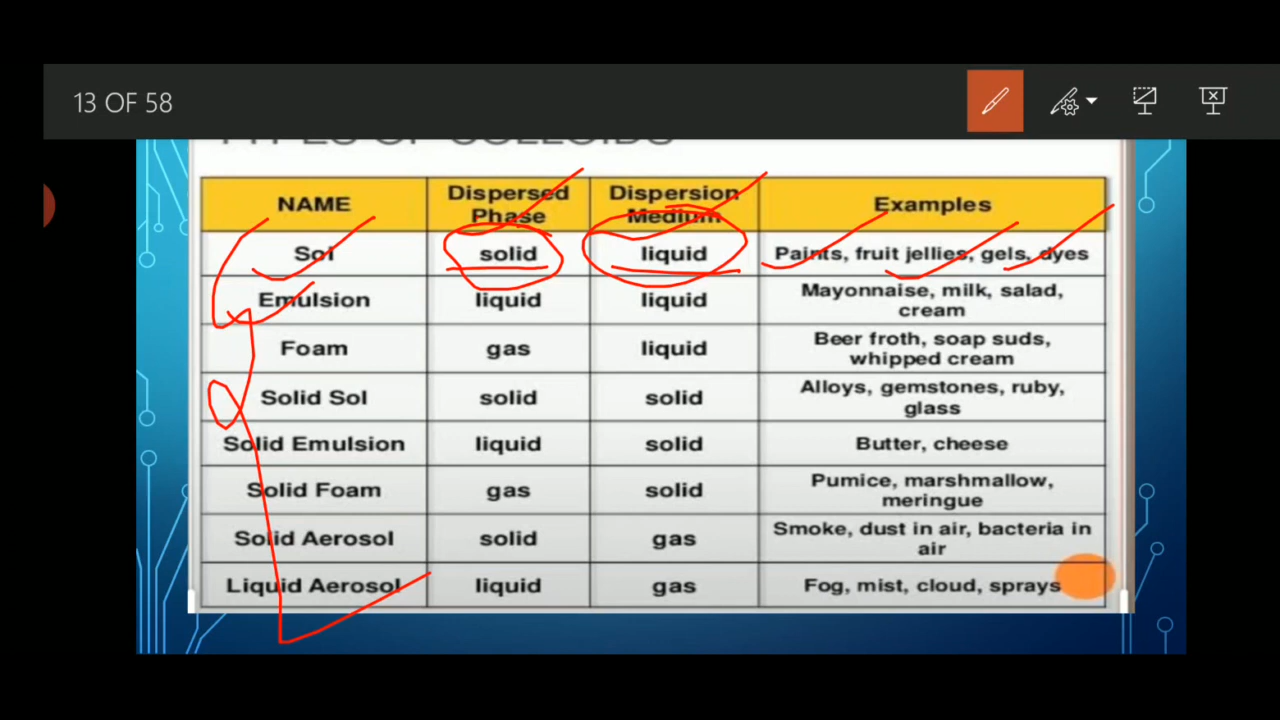 13 OF 58
TYPES OF COLLOIDS
NAME
Dispersed
Phase
Dispersion
Medium
Examples
Sol
solid
liquid
Paints, fruit jellies, gels, dyes
Emulsion
liquid
liquid
Mayonnaise, milk, salad,
cream
Foam
gas
liquid
Beer froth, soap suds,
whipped cream
Solid Sol
solid
solid
Alloys, gemstones, ruby,
glass
Solid Emulsion
liquid
solid
Butter, cheese
Solid Foam
gas
solid
Pumice, marshmallow,
meringue
Solid Aerosol
solid
gas
Smoke, dust in air, bacteria in
air
Liquid Aerosol
liquid
gas
Fog, mist, cloud, sprays